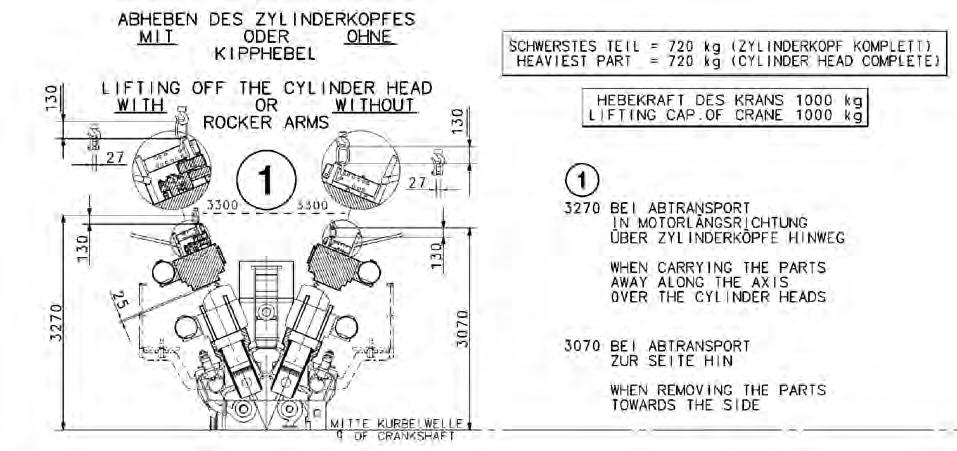 ABHEBEN DES ZYLINDERKOPFES
MIT ODER OHNE
KIPPHEBEL
LIFTING OFF THE CYLINDER HEAD
WITH OR WITHOUT
ROCKER ARMS
SCHWERSTES TEIL = 720 kg (ZYLINDERKOPF KOMPLETT)
HEAVIEST PART = 720 kg (CYLINDER HEAD COMPLETE)
HEBEKRAFT DES KRANS 1000 kg
LIFTING CAP.OF CRANE 1000 kg
130
27
1
130
27
3300 3300
130
130
25
3270
3070
MITTE KURBELWELLE
OF CRANKSHAFT
1
3270 BEI ABTRANSPORT
IN MOTORLÄNGSRICHTUNG
ÜBER ZYLINDERKÖPFE HINWEG
WHEN CARRYING THE PARTS
AWAY ALONG THE AXIS
OVER THE CYLINDER HEADS
3070 BEI ABTRANSPORT
ZUR SEITE HIN
WHEN REMOVING THE PARTS
TOWARDS THE SIDE